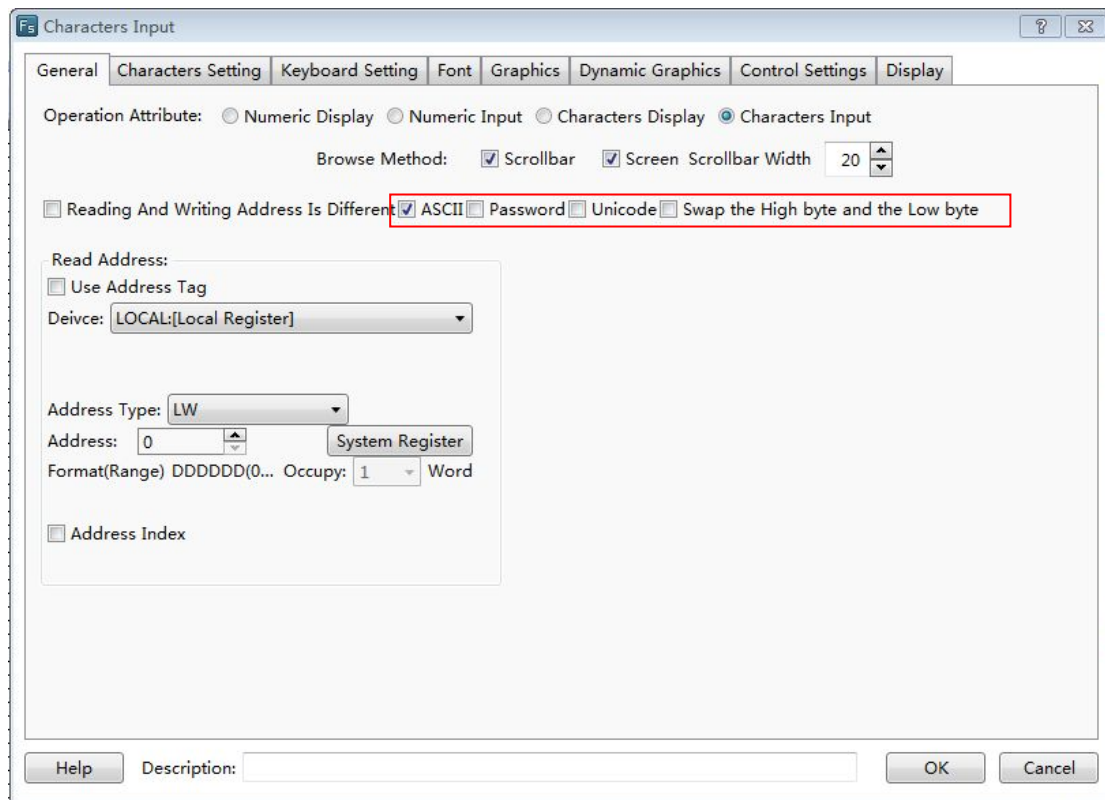 Fs Characters Input
General Characters Setting Keyboard Setting Font Graphics Dynamic Graphics Control Settings Display
Operation Attribute: Numeric Display Numeric Input Characters Display Characters Input
Browse Method: Scrollbar Screen Scrollbar Width 20
Reading And Writing Address Is Different ASCII Password Unicode Swap the High byte and the Low byte
Read Address:
Use Address Tag
Deivce: LOCAL:[Local Register]
Address Type: LW
Address: 0 System Register
Format(Range) DDDDDD(0... Occupy: 1 Word
Address Index
Help Description: OK Cancel